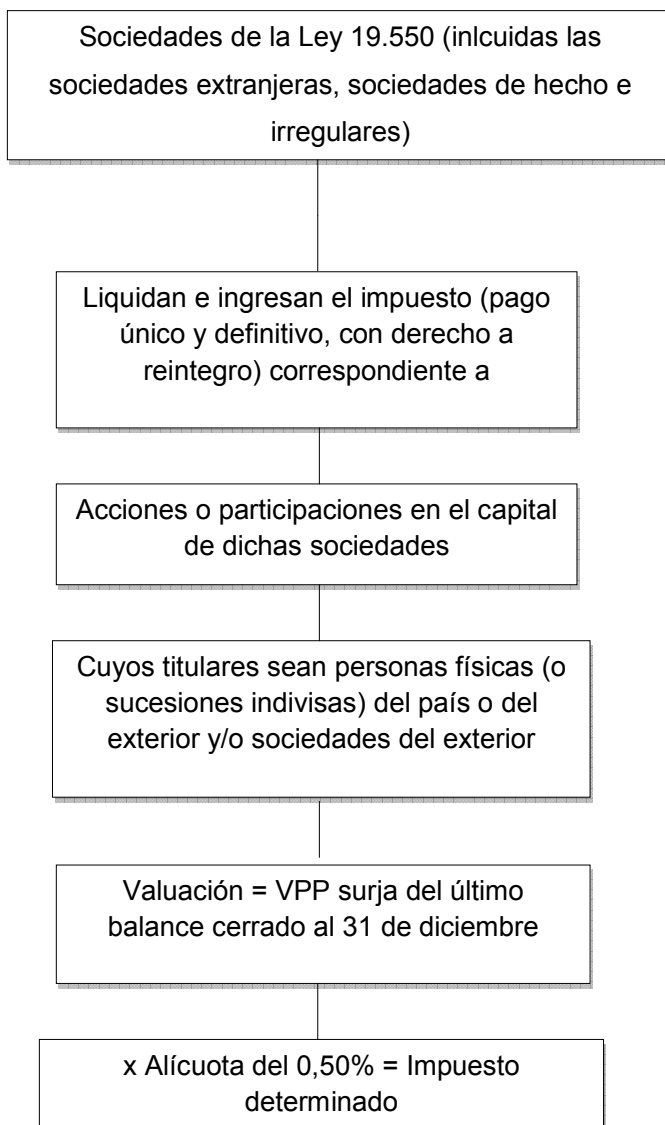 Sociedades de la Ley 19.550 (inlcuidas las
sociedades extranjeras, sociedades de hecho e
irregulares)
Liquidan e ingresan el impuesto (pago
único y definitivo, con derecho a
reintegro) correspondiente a
Acciones o participaciones en el capital
de dichas sociedades
Cuyos titulares sean personas físicas (o
sucesiones indivisas) del país o del
exterior y/o sociedades del exterior
Valuación = VPP surja del último
balance cerrado al 31 de diciembre
x Alícuota del 0,50% = Impuesto
determinado